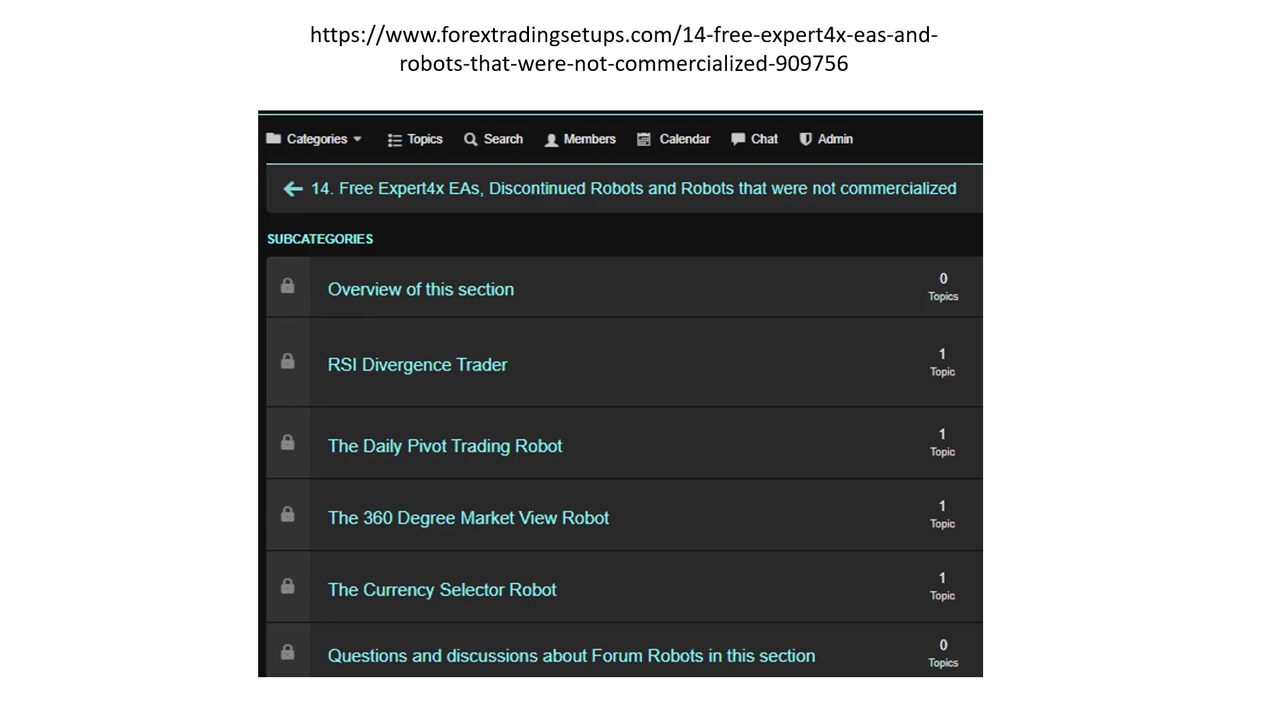 https://www.forextradingsetups.com/14-free-expert4x-eas-and-
robots-that-were-not-commercialized-909756
Categories Topics Search Members Calendar Chat Admin
14. Free Expert4x EAs, Discontinued Robots and Robots that were not commercialized
SUBCATEGORIES
Overview of this section
0
Topics
RSI Divergence Trader
1
Topic
The Daily Pivot Trading Robot
1
Topic
The 360 Degree Market View Robot
1
Topic
The Currency Selector Robot
1
Topic
Questions and discussions about Forum Robots in this section
0
Topics